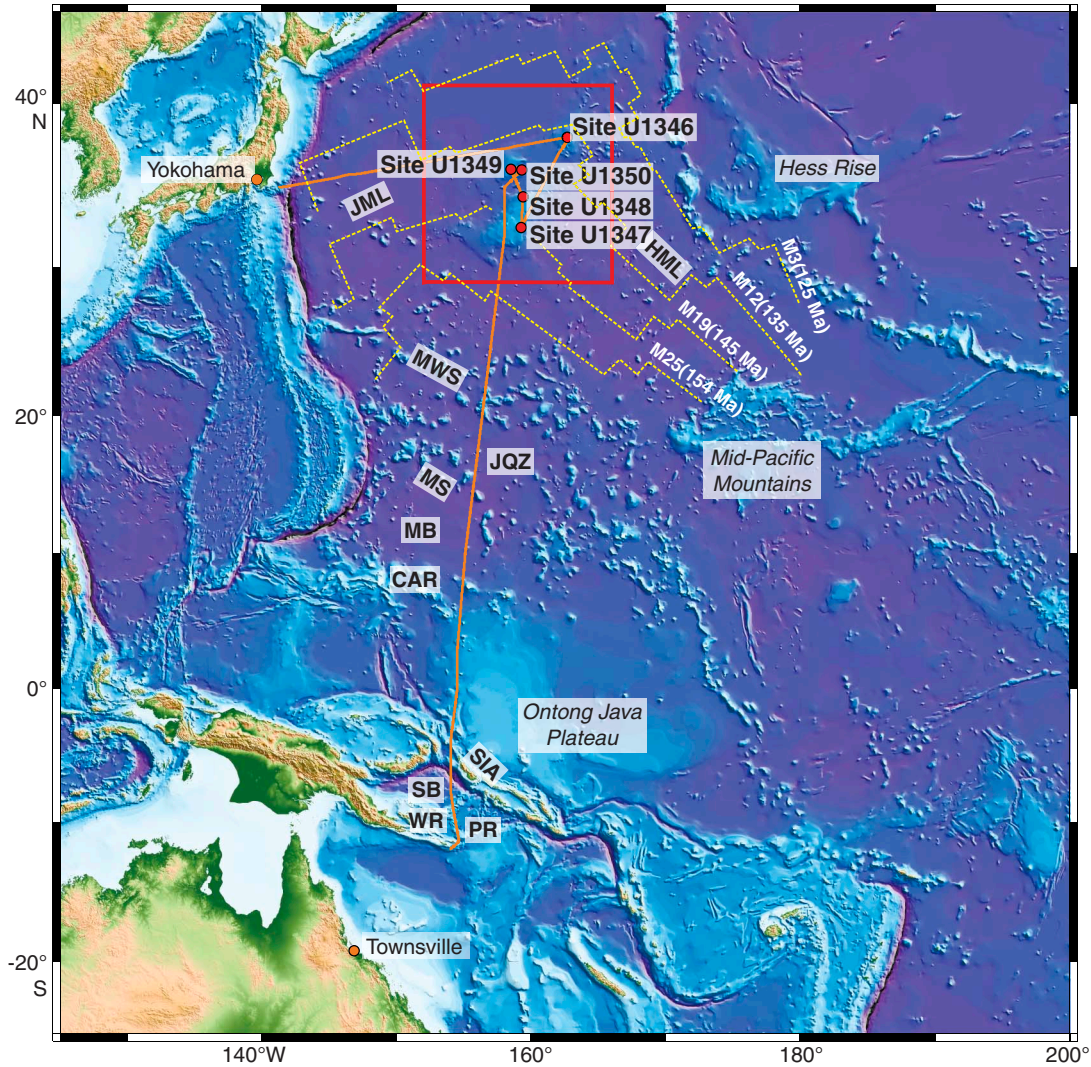 40°
N
Site U1346
Yokohama
Site U1349
Hess Rise
Site U1350
JML
Site U1348
Site U1347
HML
M3(125 Ma)
M12(135 Ma)
M19(145 Ma)
M25(154 Ma)
MWS
20°
JQZ
Mid-Pacific
Mountains
MS
MB
CAR
0°
Ontong Java
Plateau
SIA
SB
WR
PR
Townsville
-20°
S
140°W
160°
180°
200°